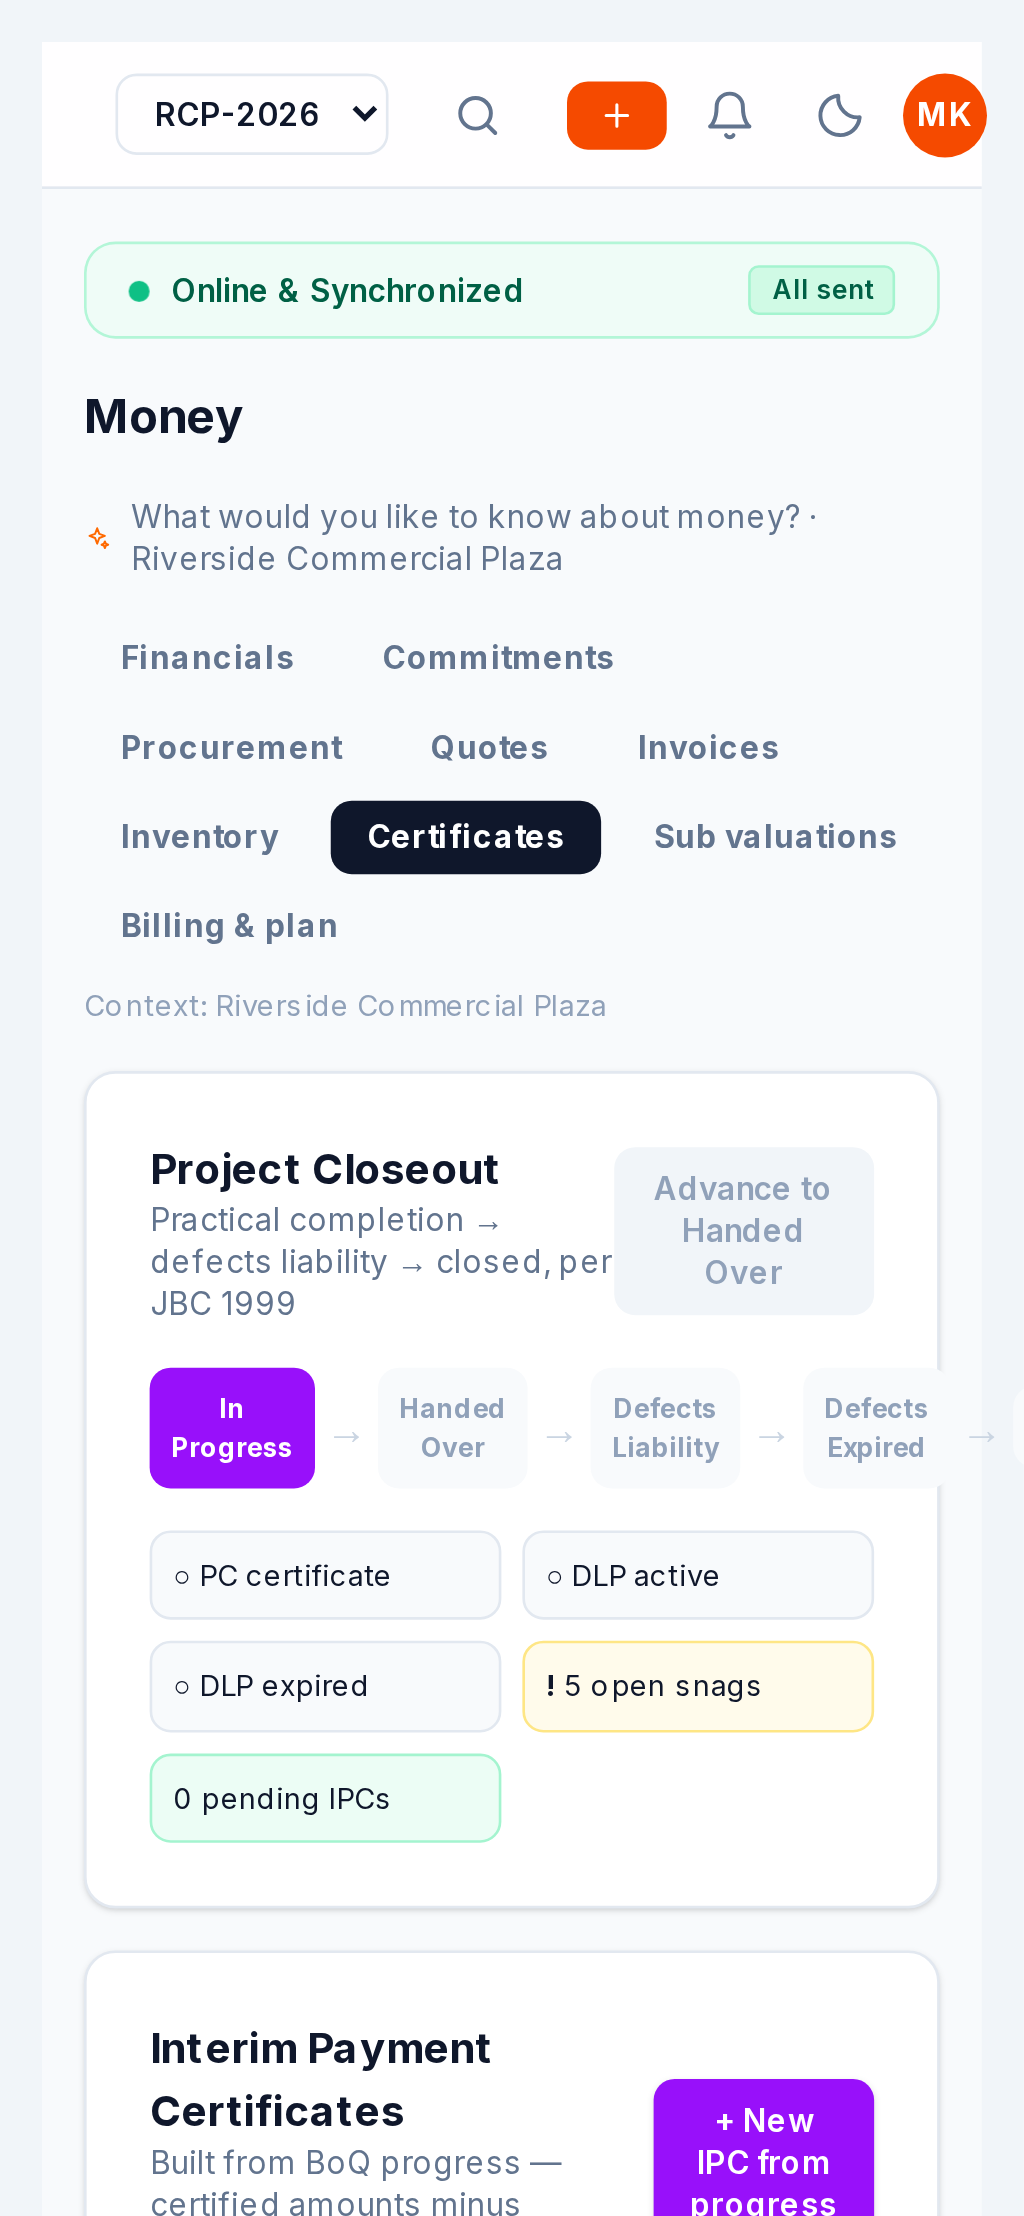 RCP-2026
+
MK
Online & Synchronized
All sent
Money
What would you like to know about money? ·
Riverside Commercial Plaza
Financials
Commitments
Procurement
Quotes
Invoices
Inventory
Certificates
Sub valuations
Billing & plan
Context: Riverside Commercial Plaza
Project Closeout
Practical completion →
defects liability → closed, per
JBC 1999
Advance to
Handed
Over
In
Progress
→
Handed
Over
→
Defects
Liability
→
Defects
Expired
→
○ PC certificate
○ DLP active
○ DLP expired
! 5 open snags
0 pending IPCs
Interim Payment
Certificates
Built from BoQ progress —
certified amounts minus
+ New
IPC from
progress